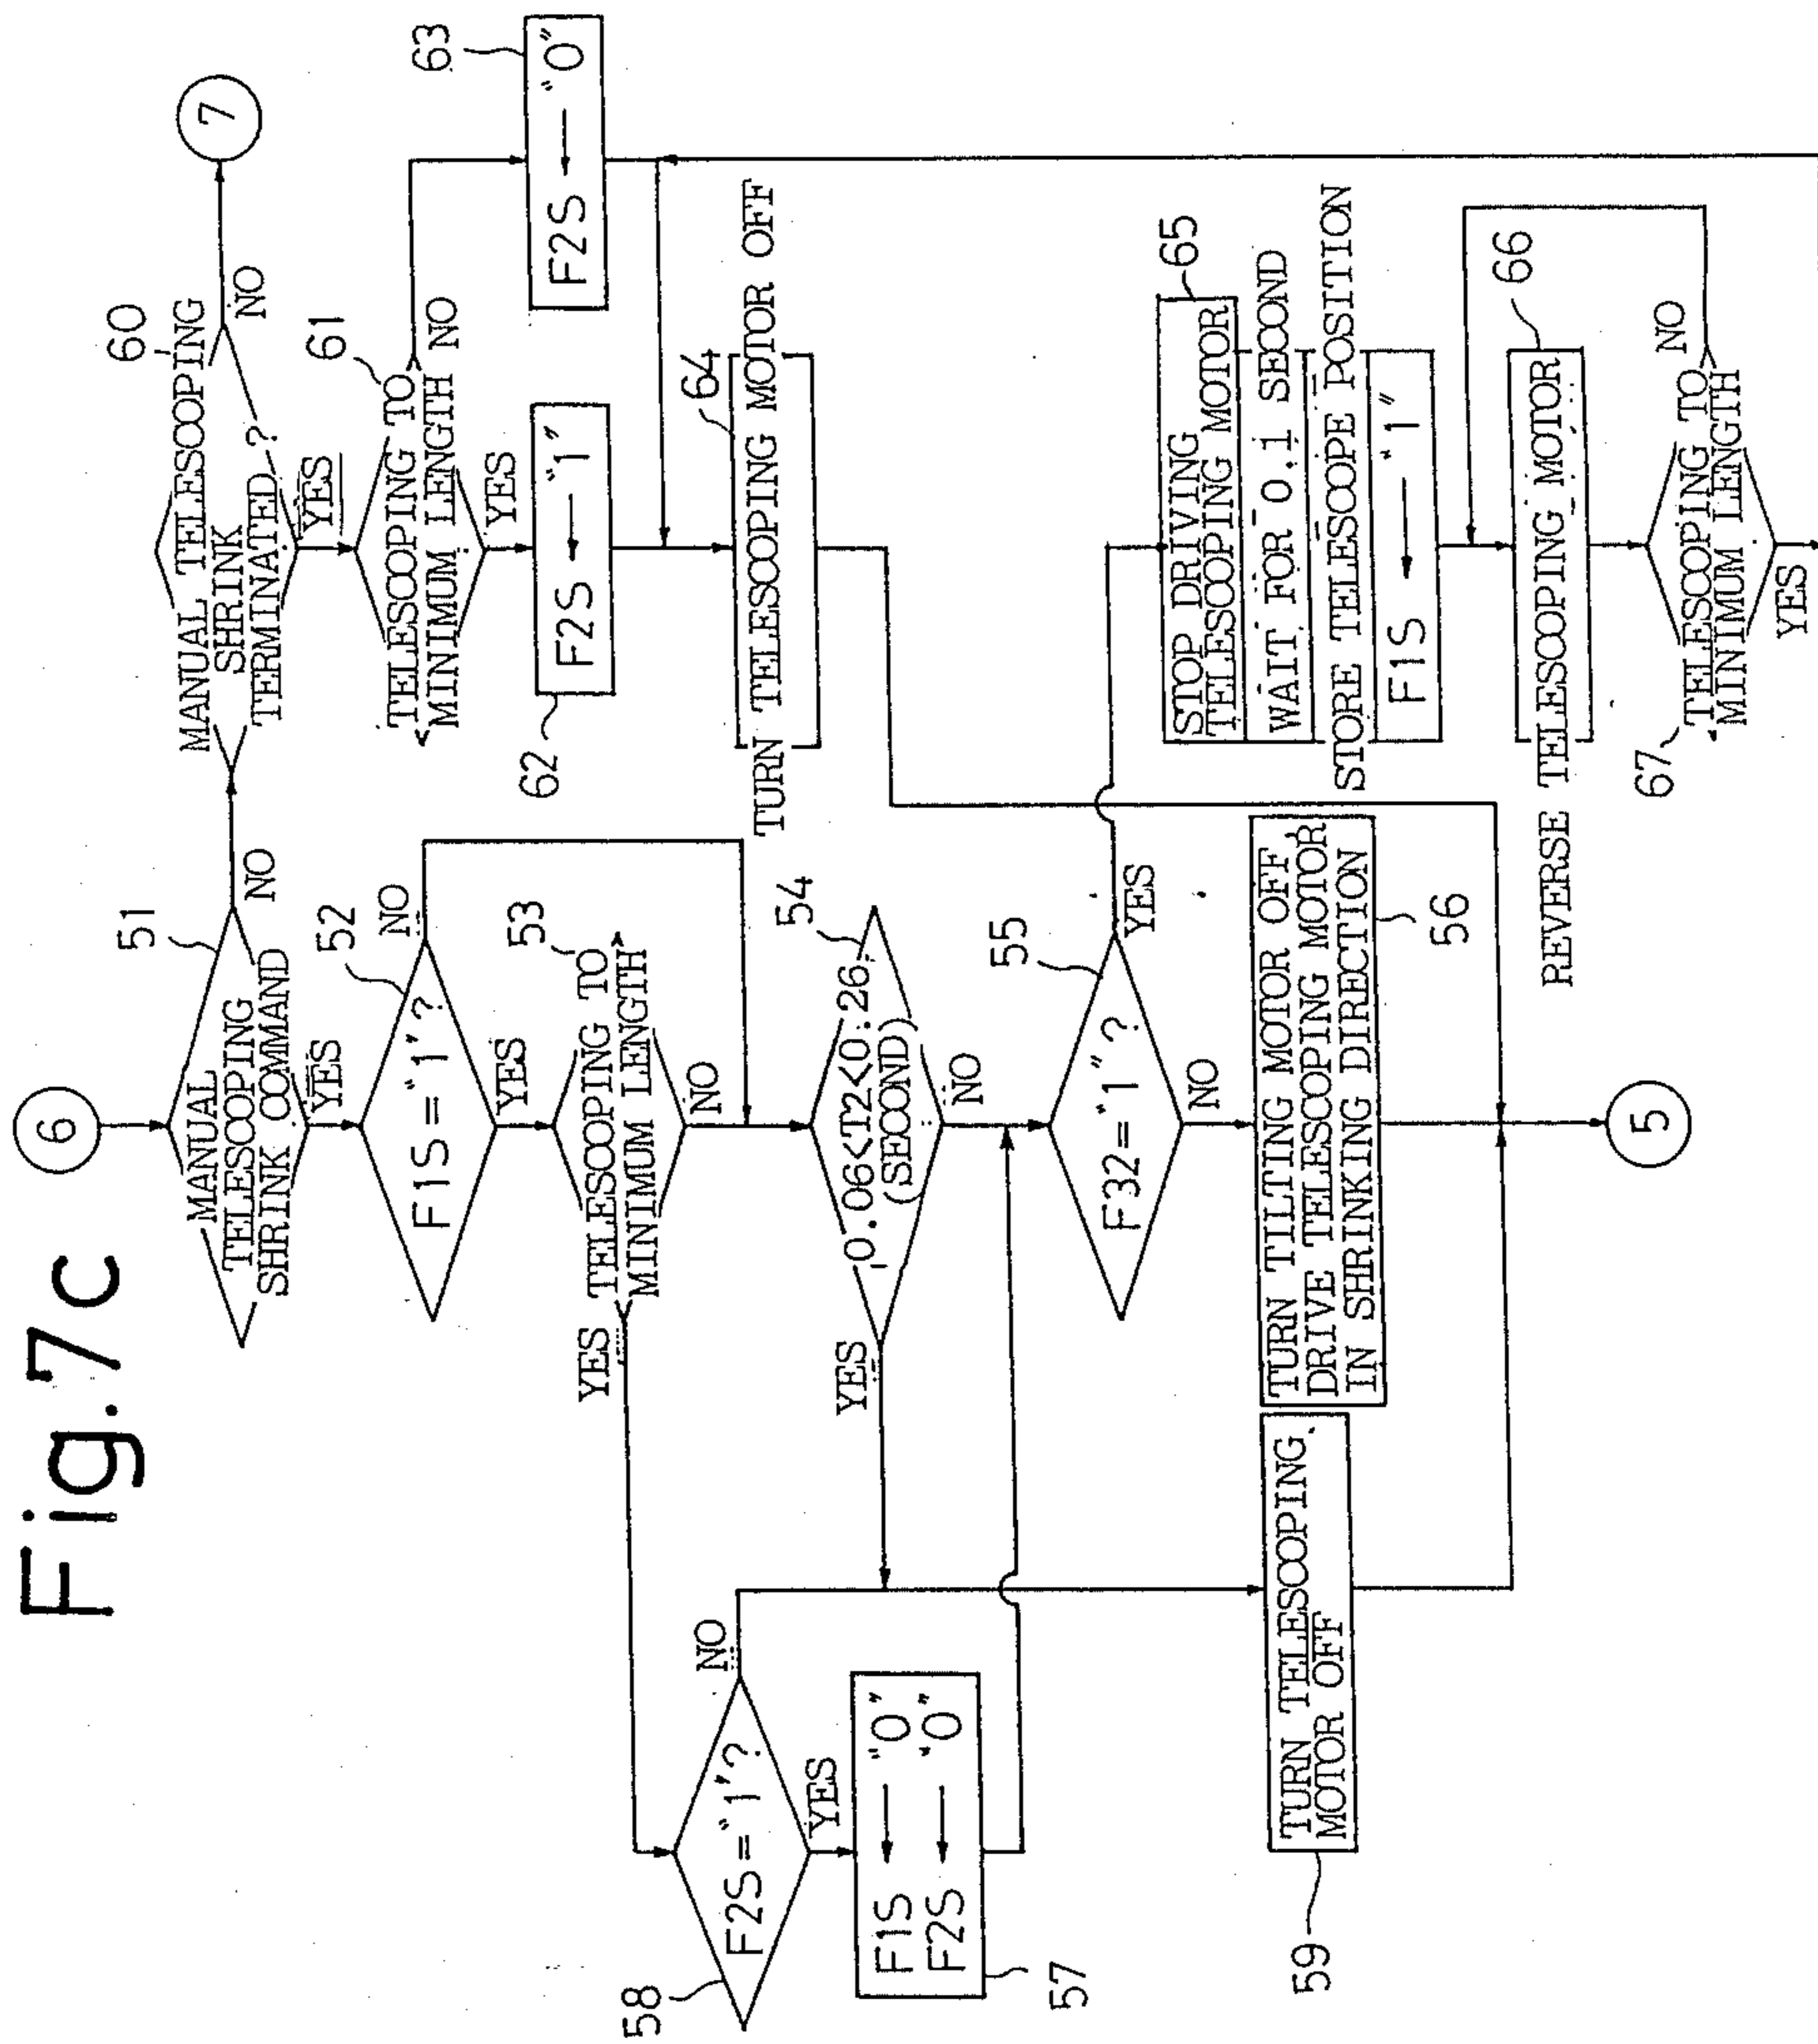 Fig.7c
6
MANUAL
TELESCOPING
SHRINK COMMAND
51
NO
YES
F1S="1"?
52
NO
YES
TELESCOPING TO
MINIMUM LENGTH
53
YES
NO
0.06<T2<0.26
(SECOND)
54
YES
NO
F32="1"?
55
YES
NO
TURN TILTING MOTOR OFF
DRIVE TELESCOPING MOTOR
IN SHRINKING DIRECTION
56
5
58
F2S="1"?
NO
YES
F1S ← "0"
F2S ← "0"
57
TURN TELESCOPING
MOTOR OFF
59
MANUAL TELESCOPING
SHRINK
TERMINATED?
60
NO
7
YES
TELESCOPING TO
MINIMUM LENGTH
61
NO
YES
F2S ← "1"
62
F2S ← "0"
63
64
TURN TELESCOPING MOTOR OFF
STOP DRIVING
TELESCOPING MOTOR
65
WAIT FOR 0.1 SECOND
STORE TELESCOPE POSITION
F1S ← "1"
REVERSE TELESCOPING MOTOR
66
67
TELESCOPING TO
MINIMUM LENGTH
NO
YES